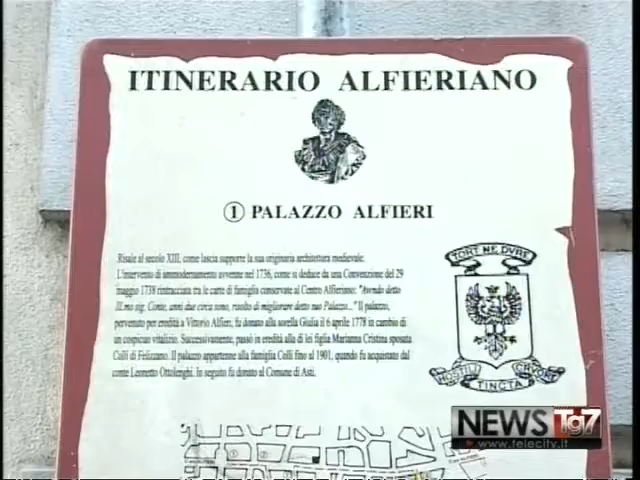 ITINERARIO ALFIERIANO
① PALAZZO ALFIERI
Risale al secolo XIII, come lascia supporre la sua originaria architettura medievale.
L'intervento di ammodernamento avvenne nel 1736, come si deduce da una Convenzione del 29
maggio 1738 rintracciata tra le carte di famiglia conservate al Centro Alfieriano: "Avendo detto
Ill.mo sig. Conte, anni due circa sono, risolto di migliorare detto suo Palazzo..." Il palazzo,
pervenuto per eredità a Vittorio Alfieri, fu donato alla sorella Giulia il 6 aprile 1778 in cambio di
un cospicuo vitalizio. Successivamente, passò in eredità alla di lei figlia Marianna Cristina sposata
Colli di Felizzano. Il palazzo appartenne alla famiglia Colli fino al 1901, quando fu acquistato dal
conte Leonetto Ottolenghi. In seguito fu donato al Comune di Asti.
TORT NE DVRE
HOSTILI CRVORE
TINCTA
①
NEWS Tg7
www.telecity.it